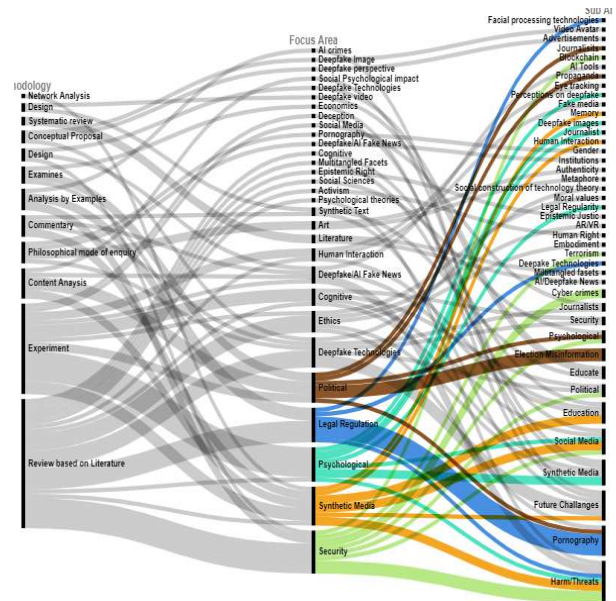 nodology
Network Analysis
Design
Systematic review
Conceptual Proposal
Design
Examines
Analysis by Examples
Commentary
Philosophical mode of enquiry
Content Anaysis
Experiment
Review based on Literature
Focus Area
AI crimes
Deepfake Image
Deepfake perspective
Social Psychological impact
Deepfake Technologies
Deepfake video
Economics
Deception
Social Media
Pornography
Deepfake/AI Fake News
Cognitive
Multitangled Facets
Epistemic Right
Social Sciences
Activism
Psychological theories
Synthetic Text
Art
Literature
Human Interaction
Deepfake/AI Fake News
Cognitive
Ethics
Deepfake Technologies
Political
Legal Regulation
Psychological
Synthetic Media
Security
Sub Ar
Facial processing technologies
Video Avatar
Advertisements
Journalisits
Blockchain
AI Tools
Propaganda
Eye tracking
Perceptions on deepfake
Fake media
Memory
Deepfake images
Journalist
Human Interaction
Gender
Institutions
Authenticity
Metaphore
Social construction of technology theory
Moral values
Legal Regularity
Epistemic Justic
AR/VR
Human Right
Embodiment
Terrorism
Deepake Technologies
Militangled fasets
AI/Deepfake News
Cyber crimes
Journalists
Security
Psychological
Election Misinformation
Educate
Political
Education
Social Media
Synthetic Media
Future Challanges
Pornography
Harm/Threats